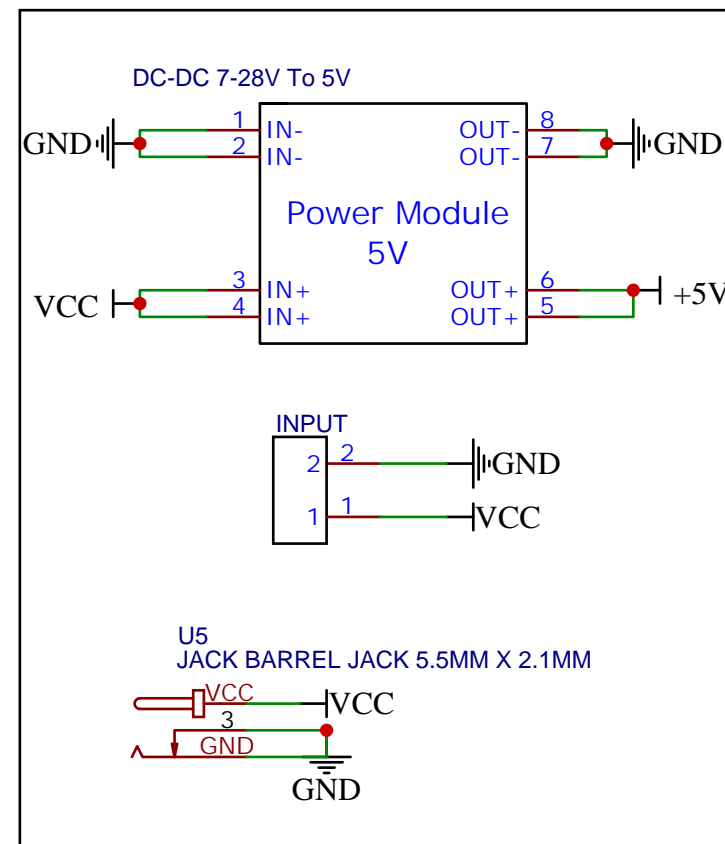 DC-DC 7-28V To 5V
1 IN- OUT- 8
GND GND
2 IN- OUT- 7
Power Module
5V
3 IN+ OUT+ 6
VCC +5V
4 IN+ OUT+ 5
INPUT
2 2 GND
1 1 VCC
U5
JACK BARREL JACK 5.5MM X 2.1MM
VCC VCC
3
GND
GND